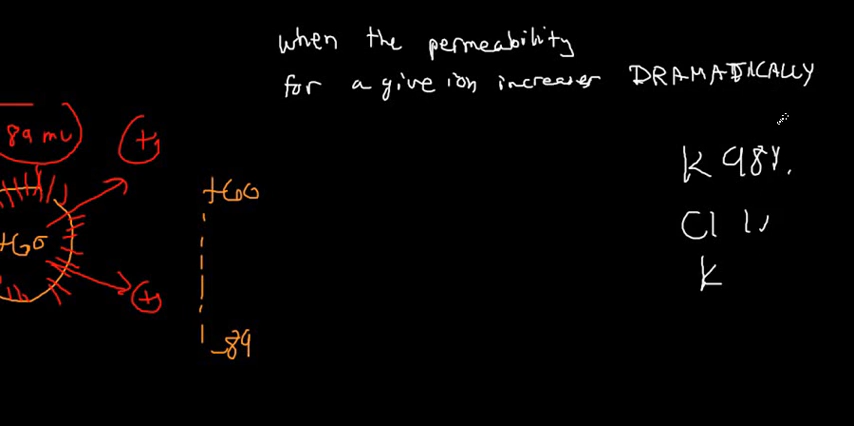 when the permeability
for a give ion increases DRAMATICALLY
89 mv
+
K 98%.
+60
Cl
+60
K
+
-89